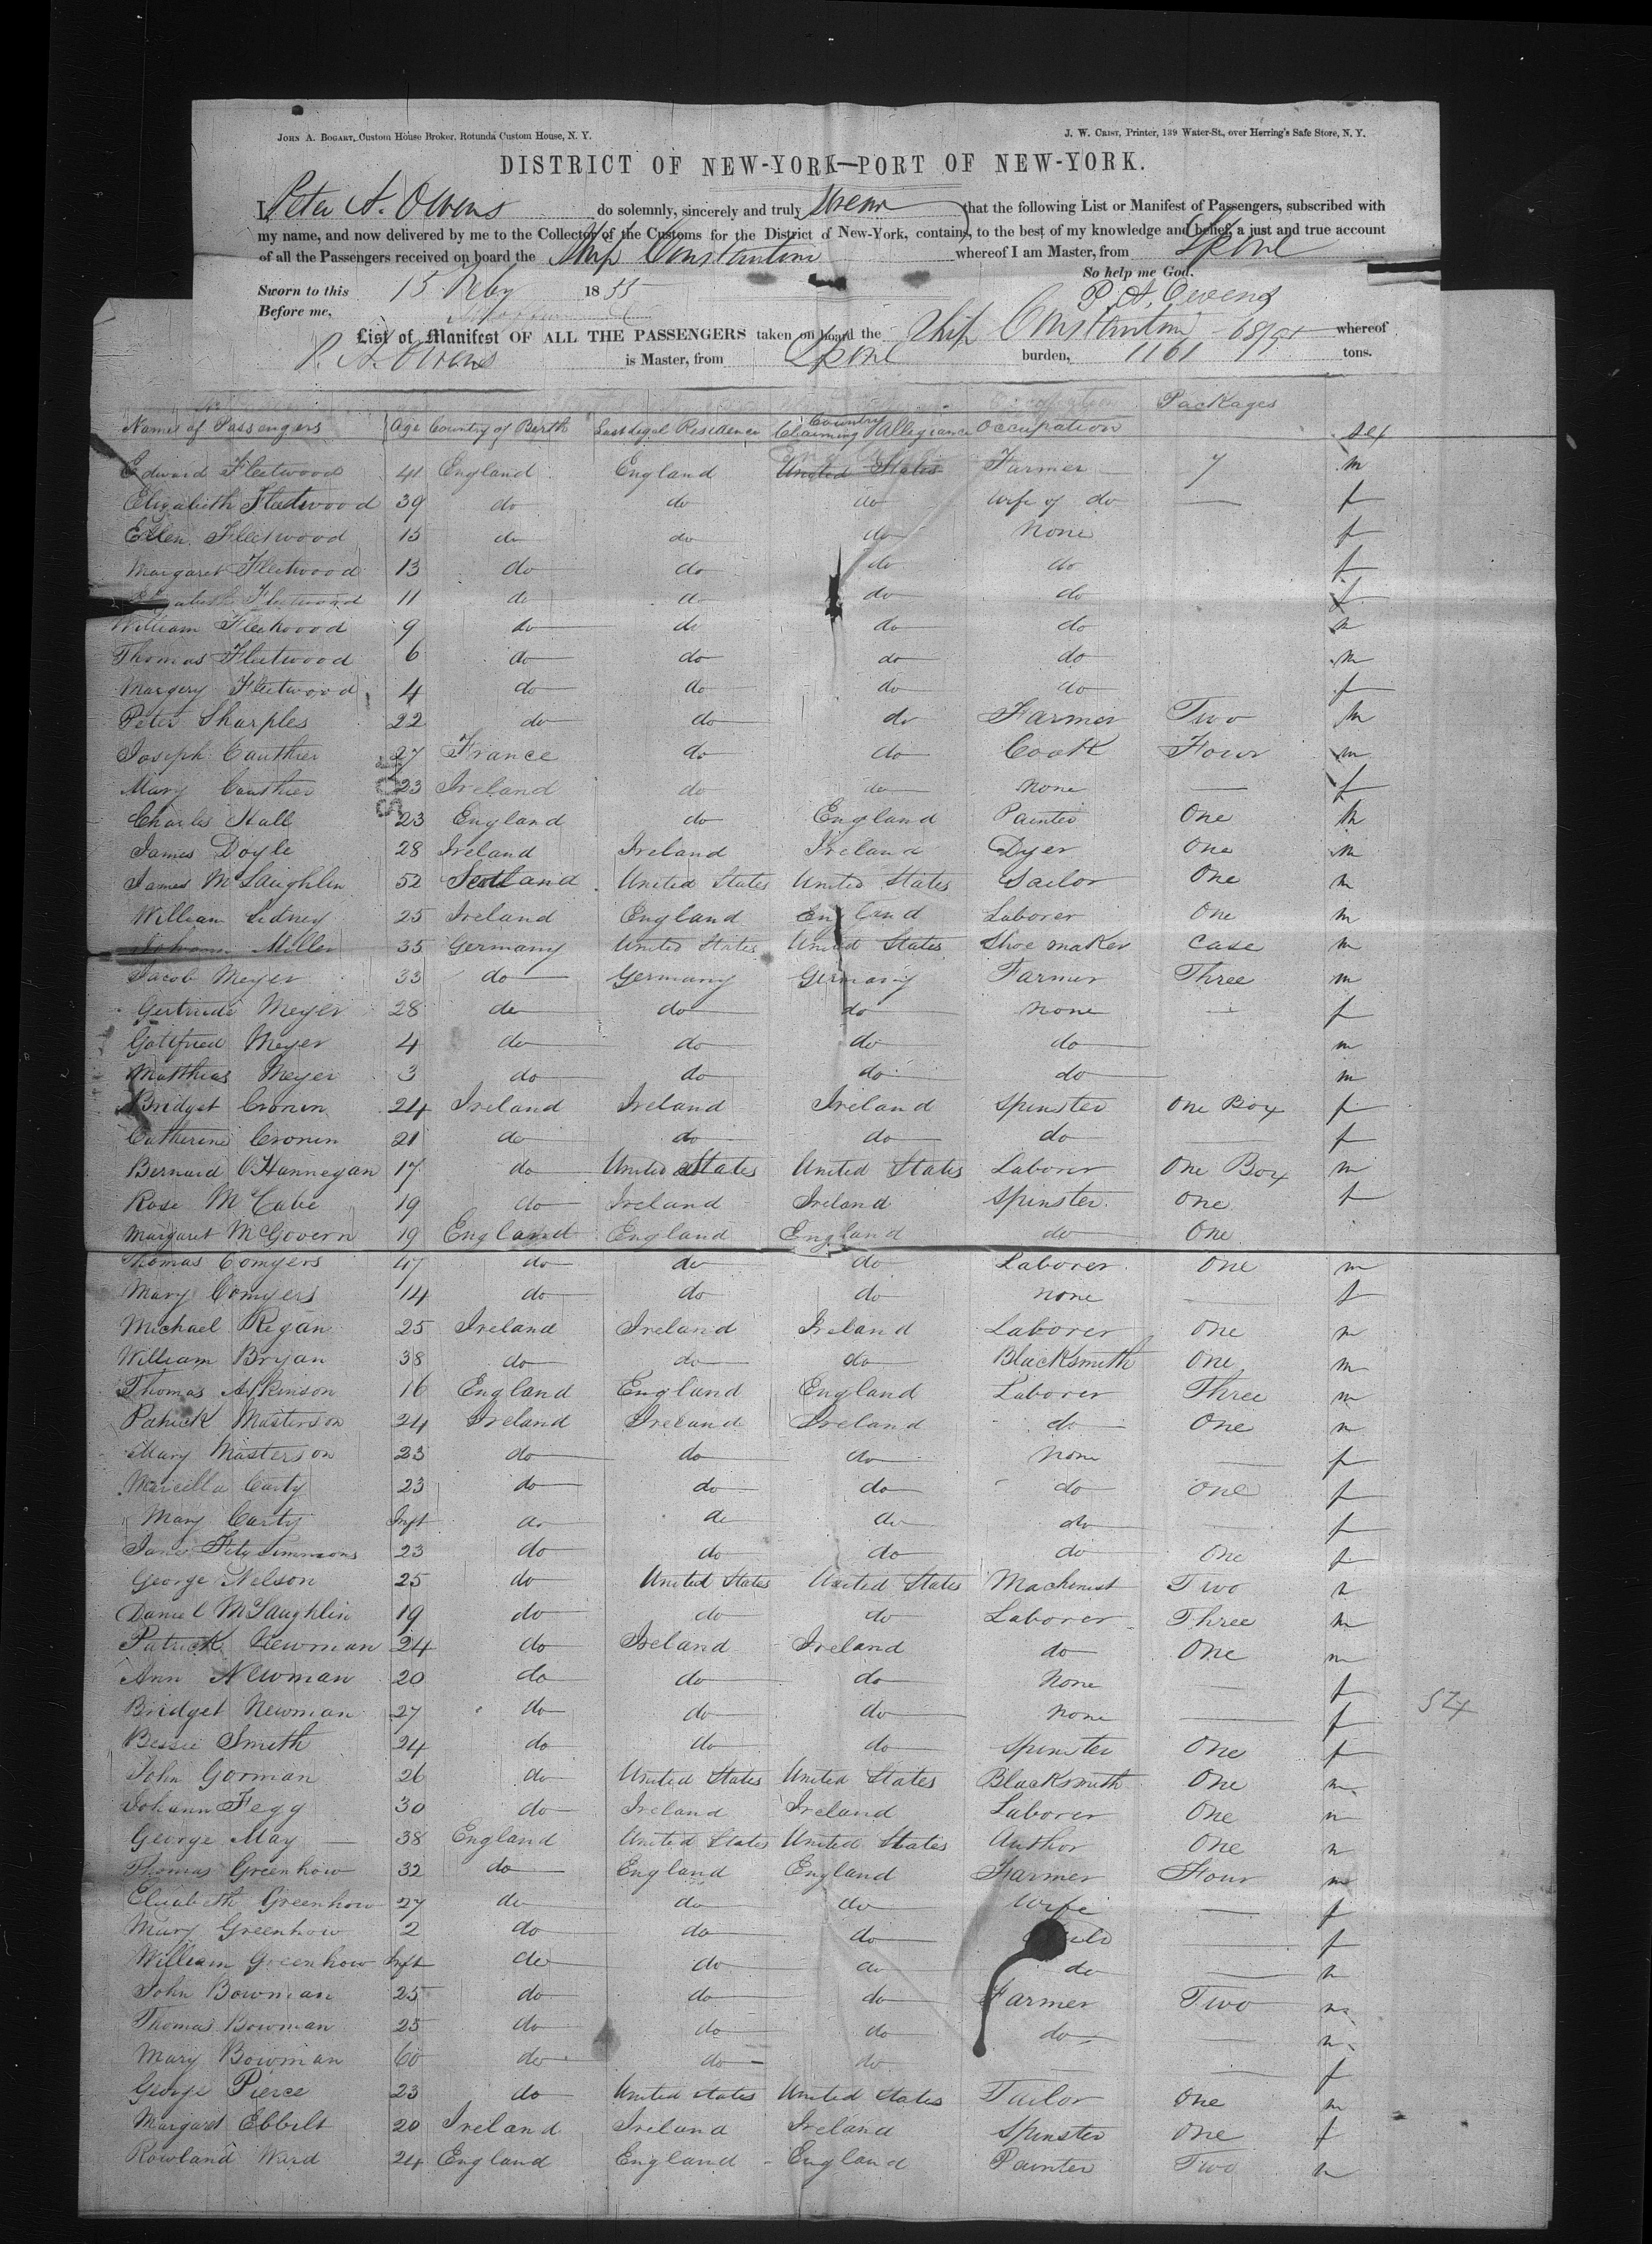 JOHN A. BOGART, Custom House Broker, Rotunda Custom House, N. Y. J. W. CRIST, Printer, 139 Water-St., over Herring's Safe Store, N. Y.
DISTRICT OF NEW-YORK—PORT OF NEW-YORK.
I, Peter A. Owens do solemnly, sincerely and truly Swear that the following List or Manifest of Passengers, subscribed with
my name, and now delivered by me to the Collector of the Customs for the District of New-York, contains, to the best of my knowledge and belief, a just and true account
of all the Passengers received on board the Ship Constantine whereof I am Master, from Lpool
So help me God.
Sworn to this 15 Feby 1855 P. A. Owens
Before me,
List of Manifest OF ALL THE PASSENGERS taken on board the Ship Constantine whereof
P. A. Owens is Master, from Lpool burden, 1161 68/95 tons.
Packages
Names of Passengers Age Country of Birth Last legal Residence Country Claiming Allegiance Occupation Sex
Edward Fleetwood 41 England England United States Farmer 7 m
Elizabeth Fleetwood 39 do do do wife of do — f
Ellen Fleetwood 15 do do do None f
Margaret Fleetwood 13 do do do do f
Elizabeth Fleetwood 11 do do do do f
William Fleetwood 9 do do do do m
Thomas Fleetwood 6 do do do do m
Margery Fleetwood 4 do do do do f
Peter Sharples 22 do do do Farmer Two m
Joseph Gauthier 27 France do do Cook Four m
Mary Gauthier 23 Ireland do do None — f
Charles Hall 23 England do England Painter One m
James Doyle 28 Ireland Ireland Ireland Dyer One m
James McLaughlin 52 Scotland United States United States Sailor One m
William Sidney 25 Ireland England England Laborer One m
Johann Miller 35 Germany United States United States Shoe maker Case m
Jacob Meyer 33 do Germany Germany Farmer Three m
Gertrude Meyer 28 do do do None — f
Gottfried Meyer 4 do do do do m
Matthias Meyer 3 do do do do m
Bridget Cronin 24 Ireland Ireland Ireland Spinster One Box f
Catherine Cronin 21 do do do do — f
Bernard O'Hannegan 17 do United States United States Laborer One Box m
Rose McCabe 19 do Ireland Ireland Spinster One f
Margaret McGovern 19 England England England do One
Thomas Comyers 47 do do do Laborer One m
Mary Comyers 14 do do do None — f
Michael Regan 25 Ireland Ireland Ireland Laborer One m
William Bryan 38 do do do Blacksmith One m
Thomas Atkinson 16 England England England Laborer Three m
Patrick Masterson 24 Ireland Ireland Ireland do One m
Mary Masterson 23 do do do None — f
Marcella Carty 23 do do do do One f
Mary Carty Inft do do do do — f
Jane Fitzsimmons 23 do do do do One f
George Nelson 25 do United States United States Machinist Two m
Daniel McLaughlin 19 do do do Laborer Three m
Patrick Newman 24 do Ireland Ireland do One m
Ann Newman 20 do do do None — f
Bridget Newman 27 do do do None — f
Bessie Smith 24 do do do Spinster One f
John Gorman 26 do United States United States Blacksmith One m
Johann Fegg 30 do Ireland Ireland Laborer One m
George May — 38 England United States United States Author One m
Thomas Greenhow 32 do England England Farmer Four m
Elizabeth Greenhow 27 do do do Wife — f
Mary Greenhow 2 do do do Child — f
William Greenhow Inft do do do do — m
John Bowman 25 do do do Farmer Two m
Thomas Bowman 25 do do do do — m
Mary Bowman 60 do do do — — f
George Pierce 23 do United States United States Tailor One m
Margaret Ebbilt 20 Ireland Ireland Ireland Spinster One f
Rowland Ward 24 England England England Painter Two m